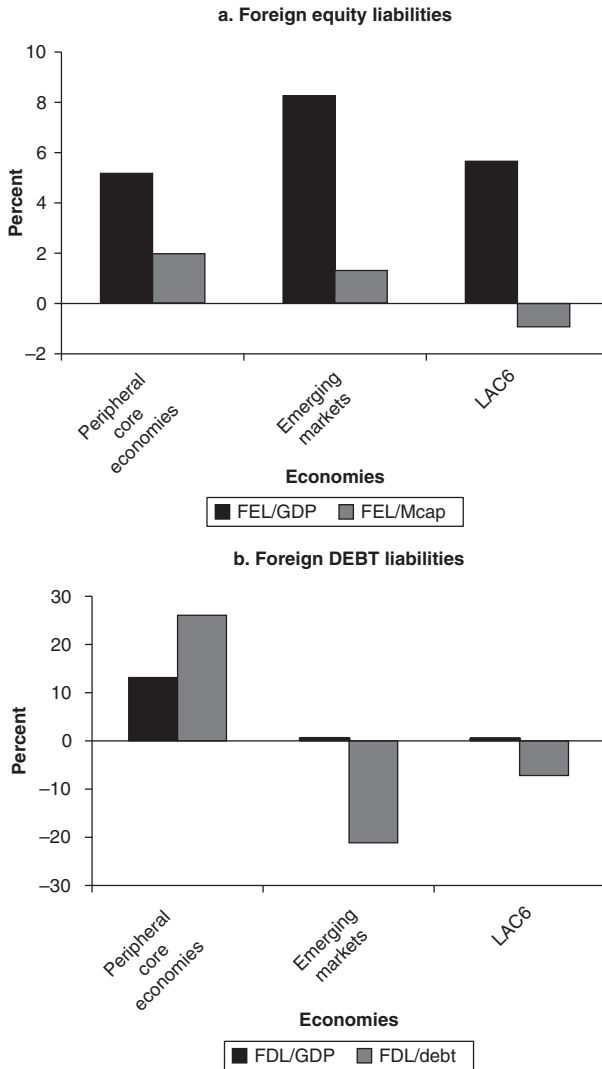 a. Foreign equity liabilities
10
8
6
4
2
0
–2
Percent
Peripheral
core
economies
Emerging
markets
LAC6
Economies
FEL/GDP FEL/Mcap
b. Foreign DEBT liabilities
30
20
10
0
–10
–20
–30
Percent
Peripheral
core
economies
Emerging
markets
LAC6
Economies
FDL/GDP FDL/debt